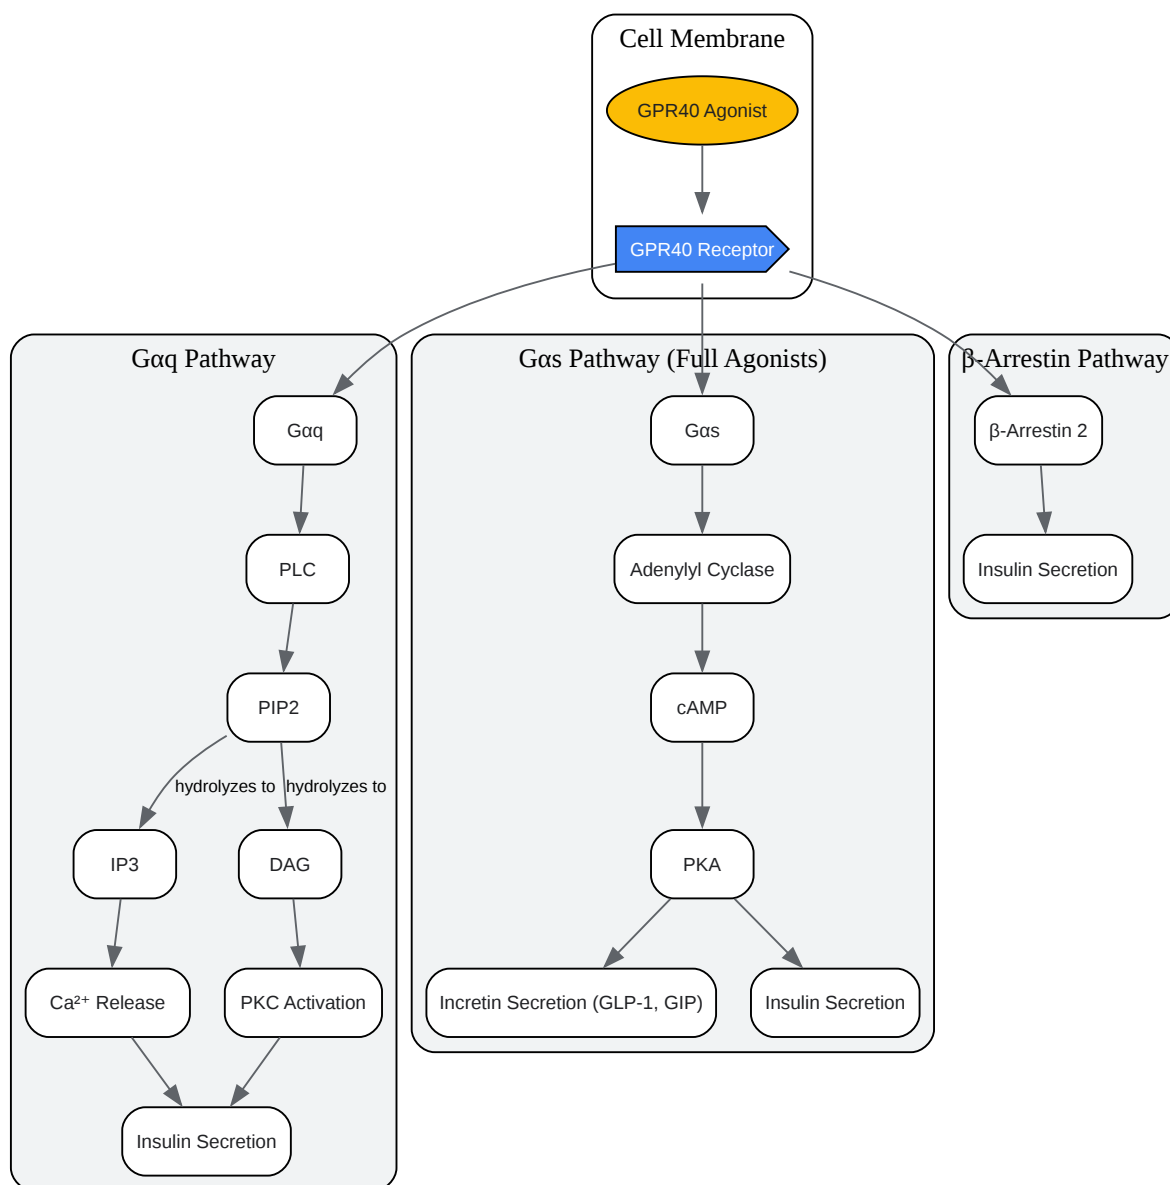 Cell Membrane
GPR40 Agonist
GPR40 Receptor
Gαq Pathway
Gαq
PLC
PIP2
hydrolyzes to
hydrolyzes to
IP3
DAG
Ca²⁺ Release
PKC Activation
Insulin Secretion
Gαs Pathway (Full Agonists)
Gαs
Adenylyl Cyclase
cAMP
PKA
Incretin Secretion (GLP-1, GIP)
Insulin Secretion
β-Arrestin Pathway
β-Arrestin 2
Insulin Secretion